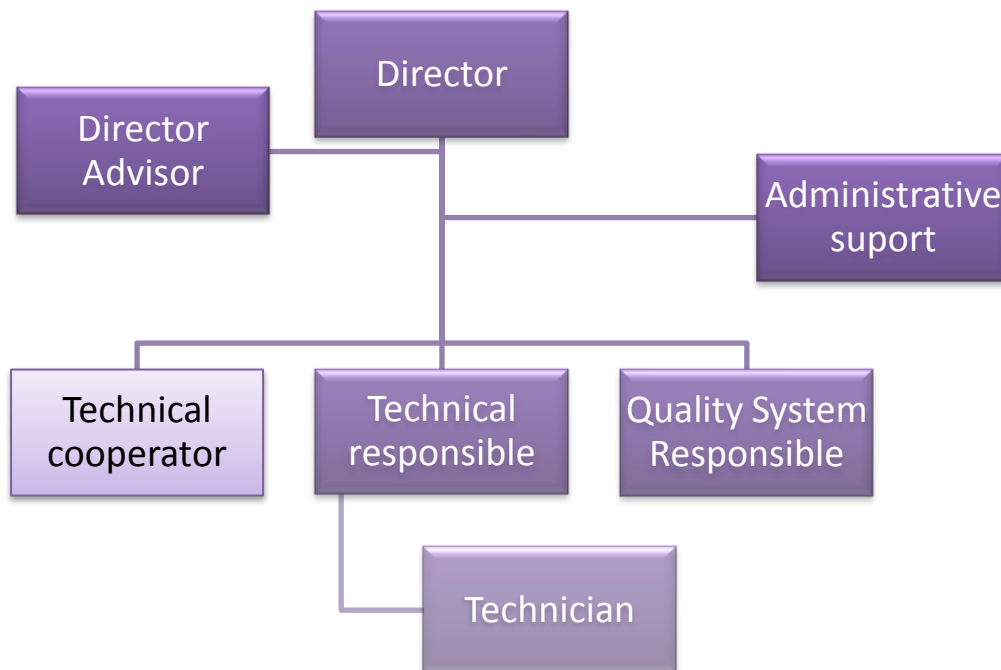 Director
Director
Advisor
Administrative
suport
Technical
cooperator
Technical
responsible
Quality System
Responsible
Technician